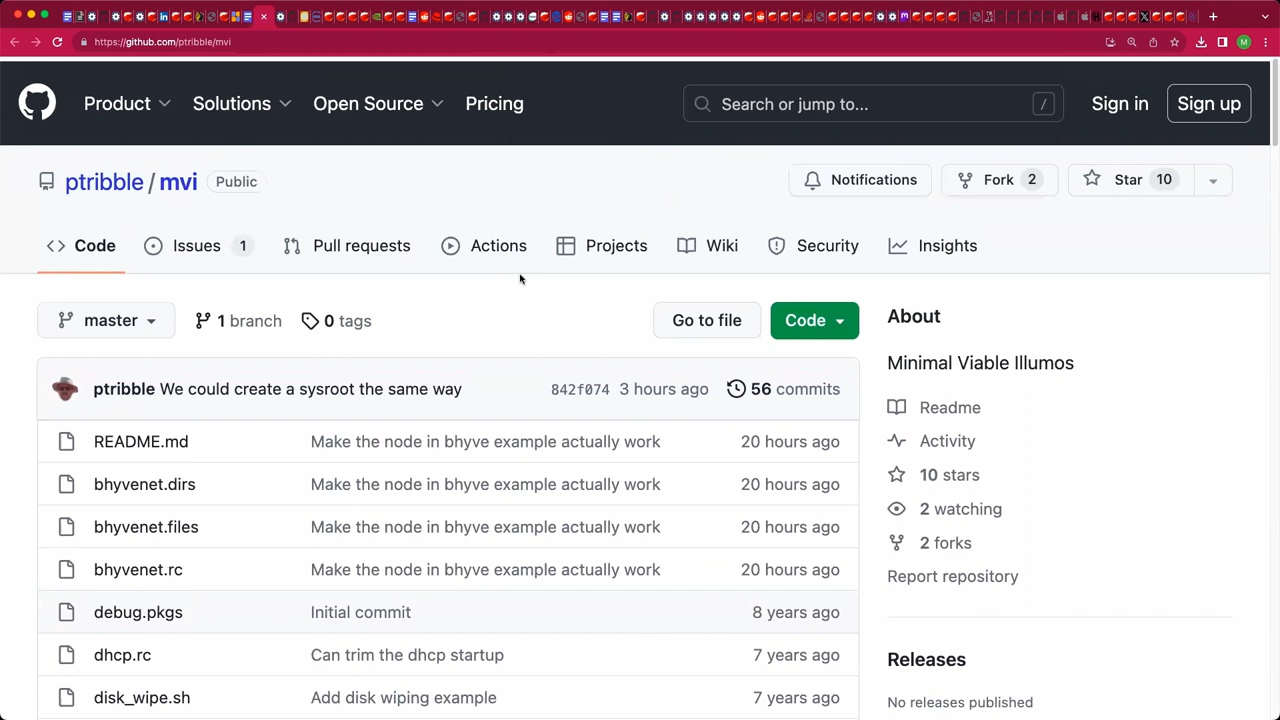 https://github.com/ptribble/mvi
M
Product
Solutions
Open Source
Pricing
Search or jump to...
/
Sign in
Sign up
ptribble / mvi
Public
Notifications
Fork 2
Star 10
Code
Issues 1
Pull requests
Actions
Projects
Wiki
Security
Insights
master
1 branch
0 tags
Go to file
Code
ptribble We could create a sysroot the same way
842f074 3 hours ago
56 commits
README.md
Make the node in bhyve example actually work
20 hours ago
bhyvenet.dirs
Make the node in bhyve example actually work
20 hours ago
bhyvenet.files
Make the node in bhyve example actually work
20 hours ago
bhyvenet.rc
Make the node in bhyve example actually work
20 hours ago
debug.pkgs
Initial commit
8 years ago
dhcp.rc
Can trim the dhcp startup
7 years ago
disk_wipe.sh
Add disk wiping example
7 years ago
About
Minimal Viable Illumos
Readme
Activity
10 stars
2 watching
2 forks
Report repository
Releases
No releases published